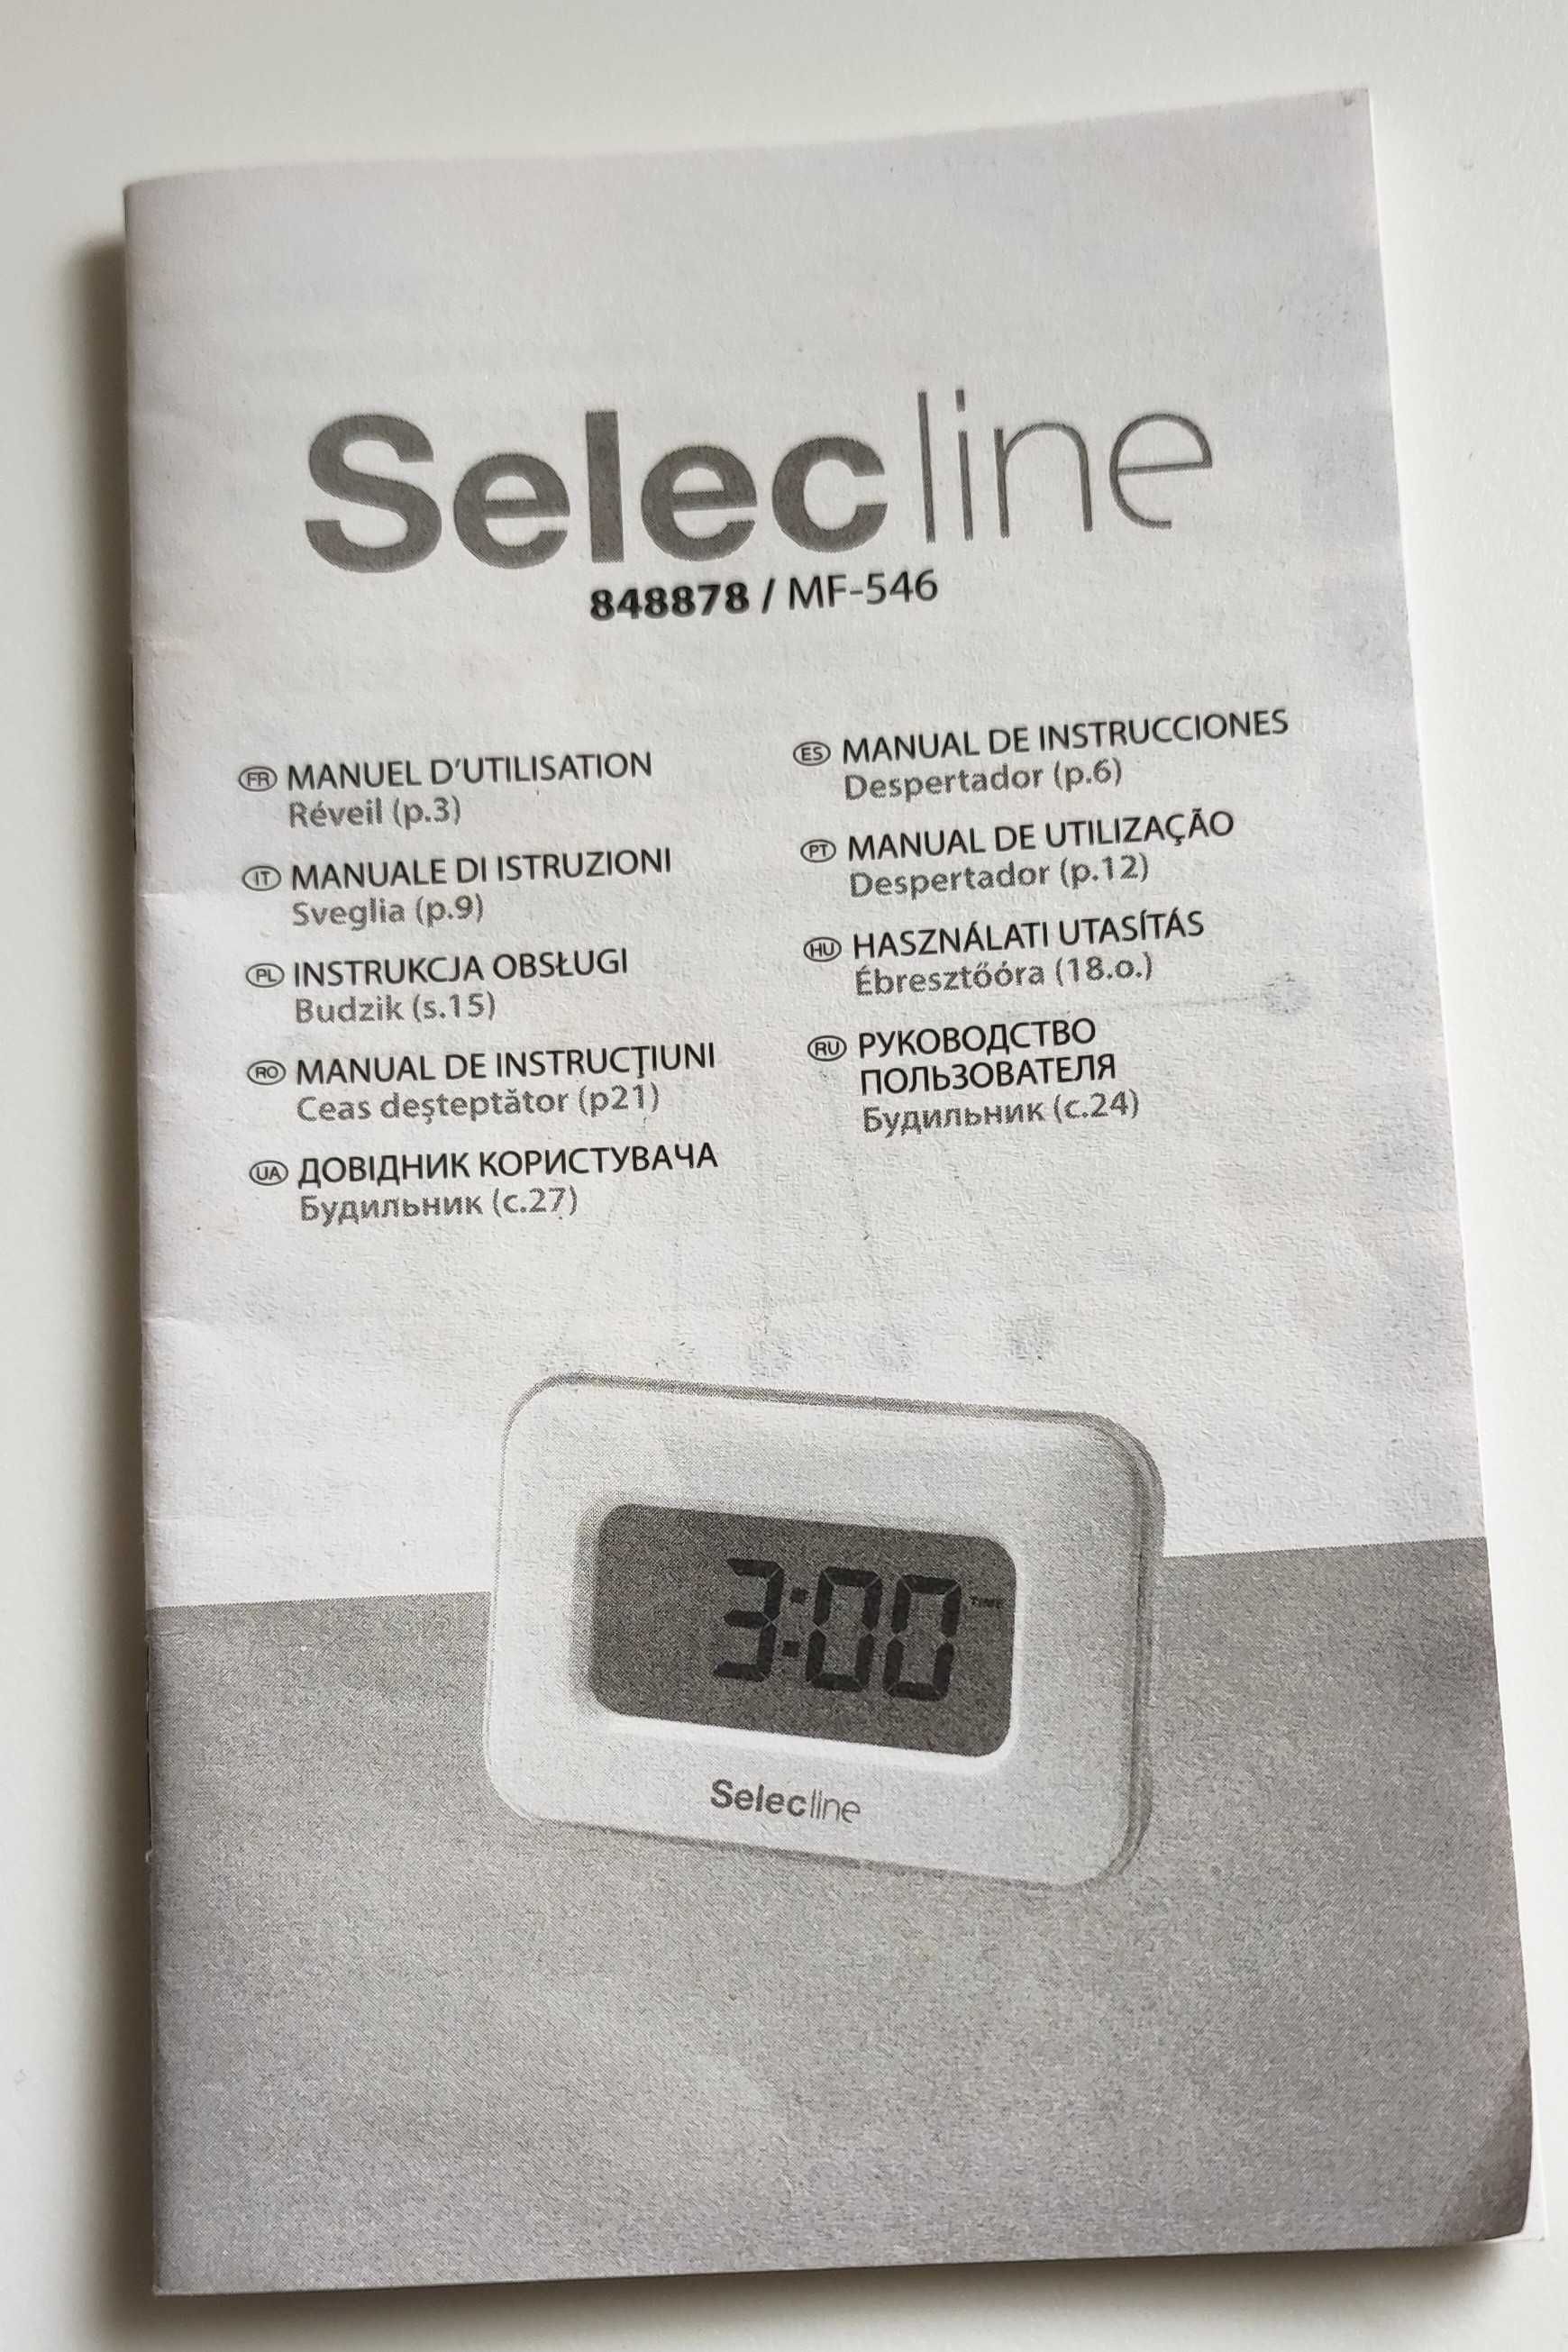 Selecline
848878 / MF-546
FR MANUEL D'UTILISATION
Réveil (p.3)
IT MANUALE DI ISTRUZIONI
Sveglia (p.9)
PL INSTRUKCJA OBSŁUGI
Budzik (s.15)
RO MANUAL DE INSTRUCŢIUNI
Ceas deşteptător (p21)
UA ДОВІДНИК КОРИСТУВАЧА
Будильник (с.27)
ES MANUAL DE INSTRUCCIONES
Despertador (p.6)
PT MANUAL DE UTILIZAÇÃO
Despertador (p.12)
HU HASZNÁLATI UTASÍTÁS
Ébresztőóra (18.o.)
RU РУКОВОДСТВО
ПОЛЬЗОВАТЕЛЯ
Будильник (с.24)
3:00 TIME
Selecline